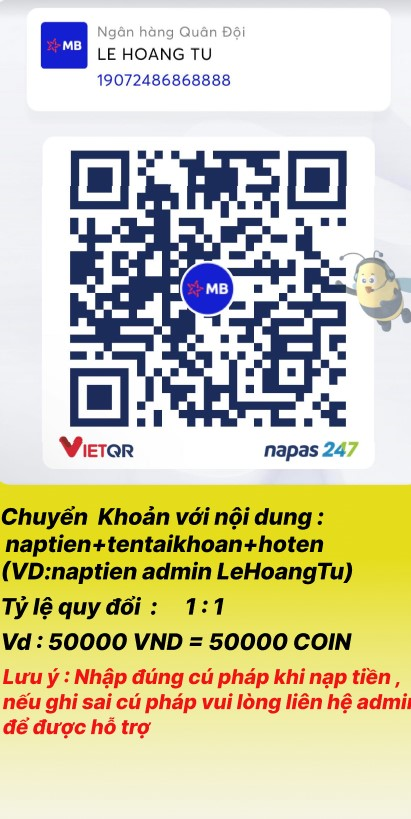 Ngân hàng Quân Đội
MB
LE HOANG TU
19072486868888
MB
VIETQR
napas 247
Chuyển Khoản với nội dung :
naptien+tentaikhoan+hoten
(VD:naptien admin LeHoangTu)
Tỷ lệ quy đổi : 1 : 1
Vd : 50000 VND = 50000 COIN
Lưu ý : Nhập đúng cú pháp khi nạp tiền ,
nếu ghi sai cú pháp vui lòng liên hệ admin
để được hỗ trợ